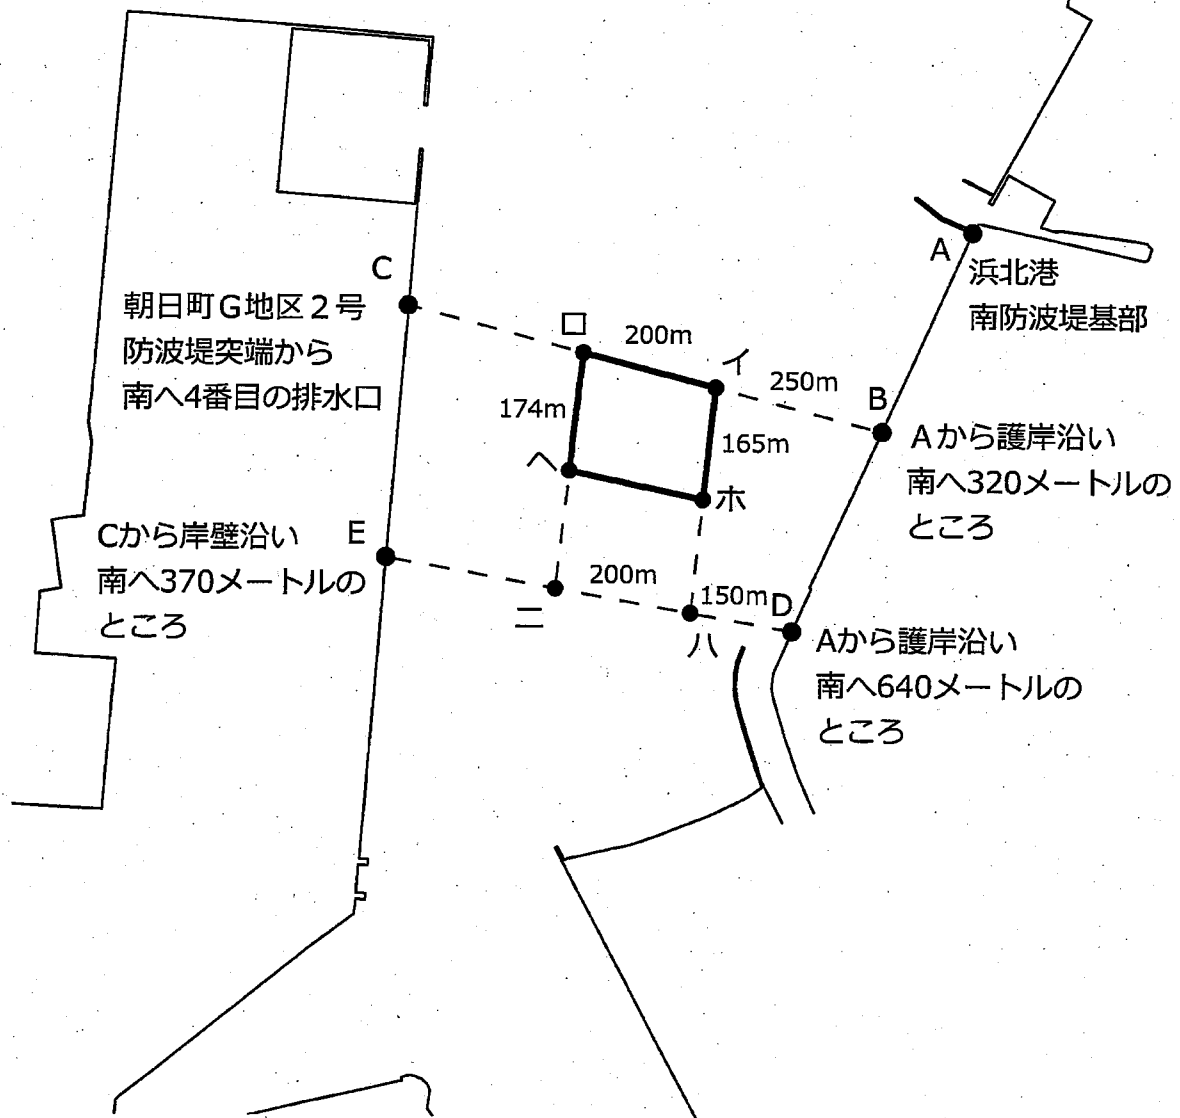 A
浜北港
南防波堤基部
C
朝日町G地区２号
防波堤突端から
南へ4番目の排水口
ロ
200m
イ
250m
B
174m
165m
Aから護岸沿い
南へ320メートルの
ところ
ヘ
ホ
Cから岸壁沿い
南へ370メートルの
ところ
E
200m
150m
D
ニ
ハ
Aから護岸沿い
南へ640メートルの
ところ